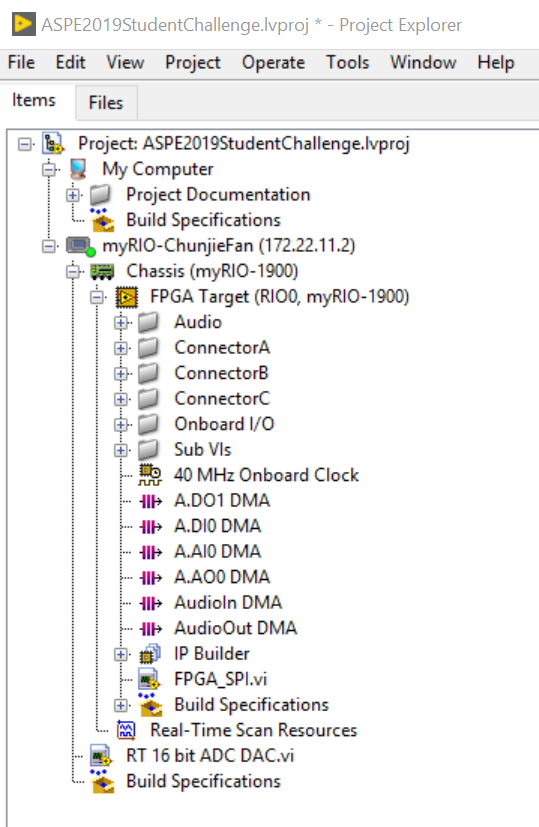 ASPE2019StudentChallenge.lvproj * - Project Explorer
File Edit View Project Operate Tools Window Help
Items Files
Project: ASPE2019StudentChallenge.lvproj
My Computer
Project Documentation
Build Specifications
myRIO-ChunjieFan (172.22.11.2)
Chassis (myRIO-1900)
FPGA Target (RIO0, myRIO-1900)
Audio
ConnectorA
ConnectorB
ConnectorC
Onboard I/O
Sub VIs
40 MHz Onboard Clock
A.DO1 DMA
A.DI0 DMA
A.AI0 DMA
A.AO0 DMA
AudioIn DMA
AudioOut DMA
IP Builder
FPGA_SPI.vi
Build Specifications
Real-Time Scan Resources
RT 16 bit ADC DAC.vi
Build Specifications